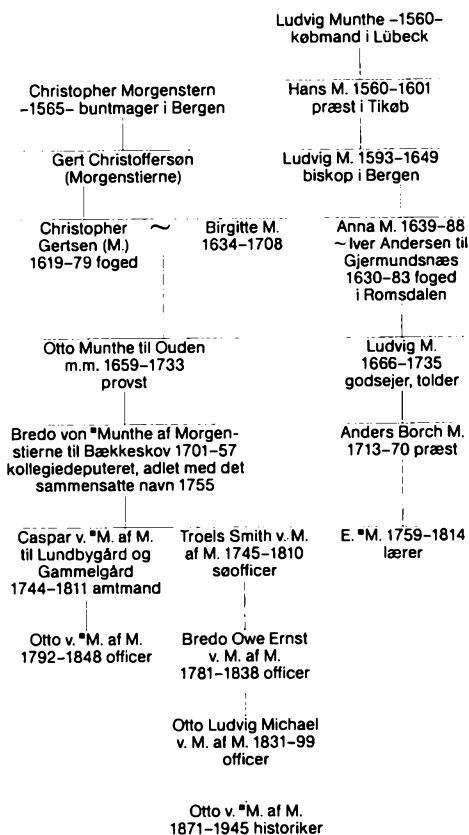 Ludvig Munthe –1560–
købmand i Lübeck
Christopher Morgenstern
–1565– buntmager i Bergen
Hans M. 1560–1601
præst i Tikøb
Gert Christoffersøn
(Morgenstierne)
Ludvig M. 1593–1649
biskop i Bergen
Christopher
Gertsen (M.)
1619–79 foged
~
Birgitte M.
1634–1708
Anna M. 1639–88
~ Iver Andersen til
Gjermundsnæs
1630–83 foged
i Romsdalen
Otto Munthe til Ouden
m.m. 1659–1733
provst
Ludvig M.
1666–1735
godsejer, tolder
Bredo von *Munthe af Morgen-
stierne til Bækkeskov 1701–57
kollegiedeputeret, adlet med det
sammensatte navn 1755
Anders Borch M.
1713–70 præst
Caspar v. *M. af M.
til Lundbygård og
Gammelgård
1744–1811 amtmand
Troels Smith v. M.
af M. 1745–1810
søofficer
E. *M. 1759–1814
lærer
Otto v. *M. af M.
1792–1848 officer
Bredo Owe Ernst
v. M. af M.
1781–1838 officer
Otto Ludvig Michael
v. M. af M. 1831–99
officer
Otto v. *M. af M.
1871–1945 historiker